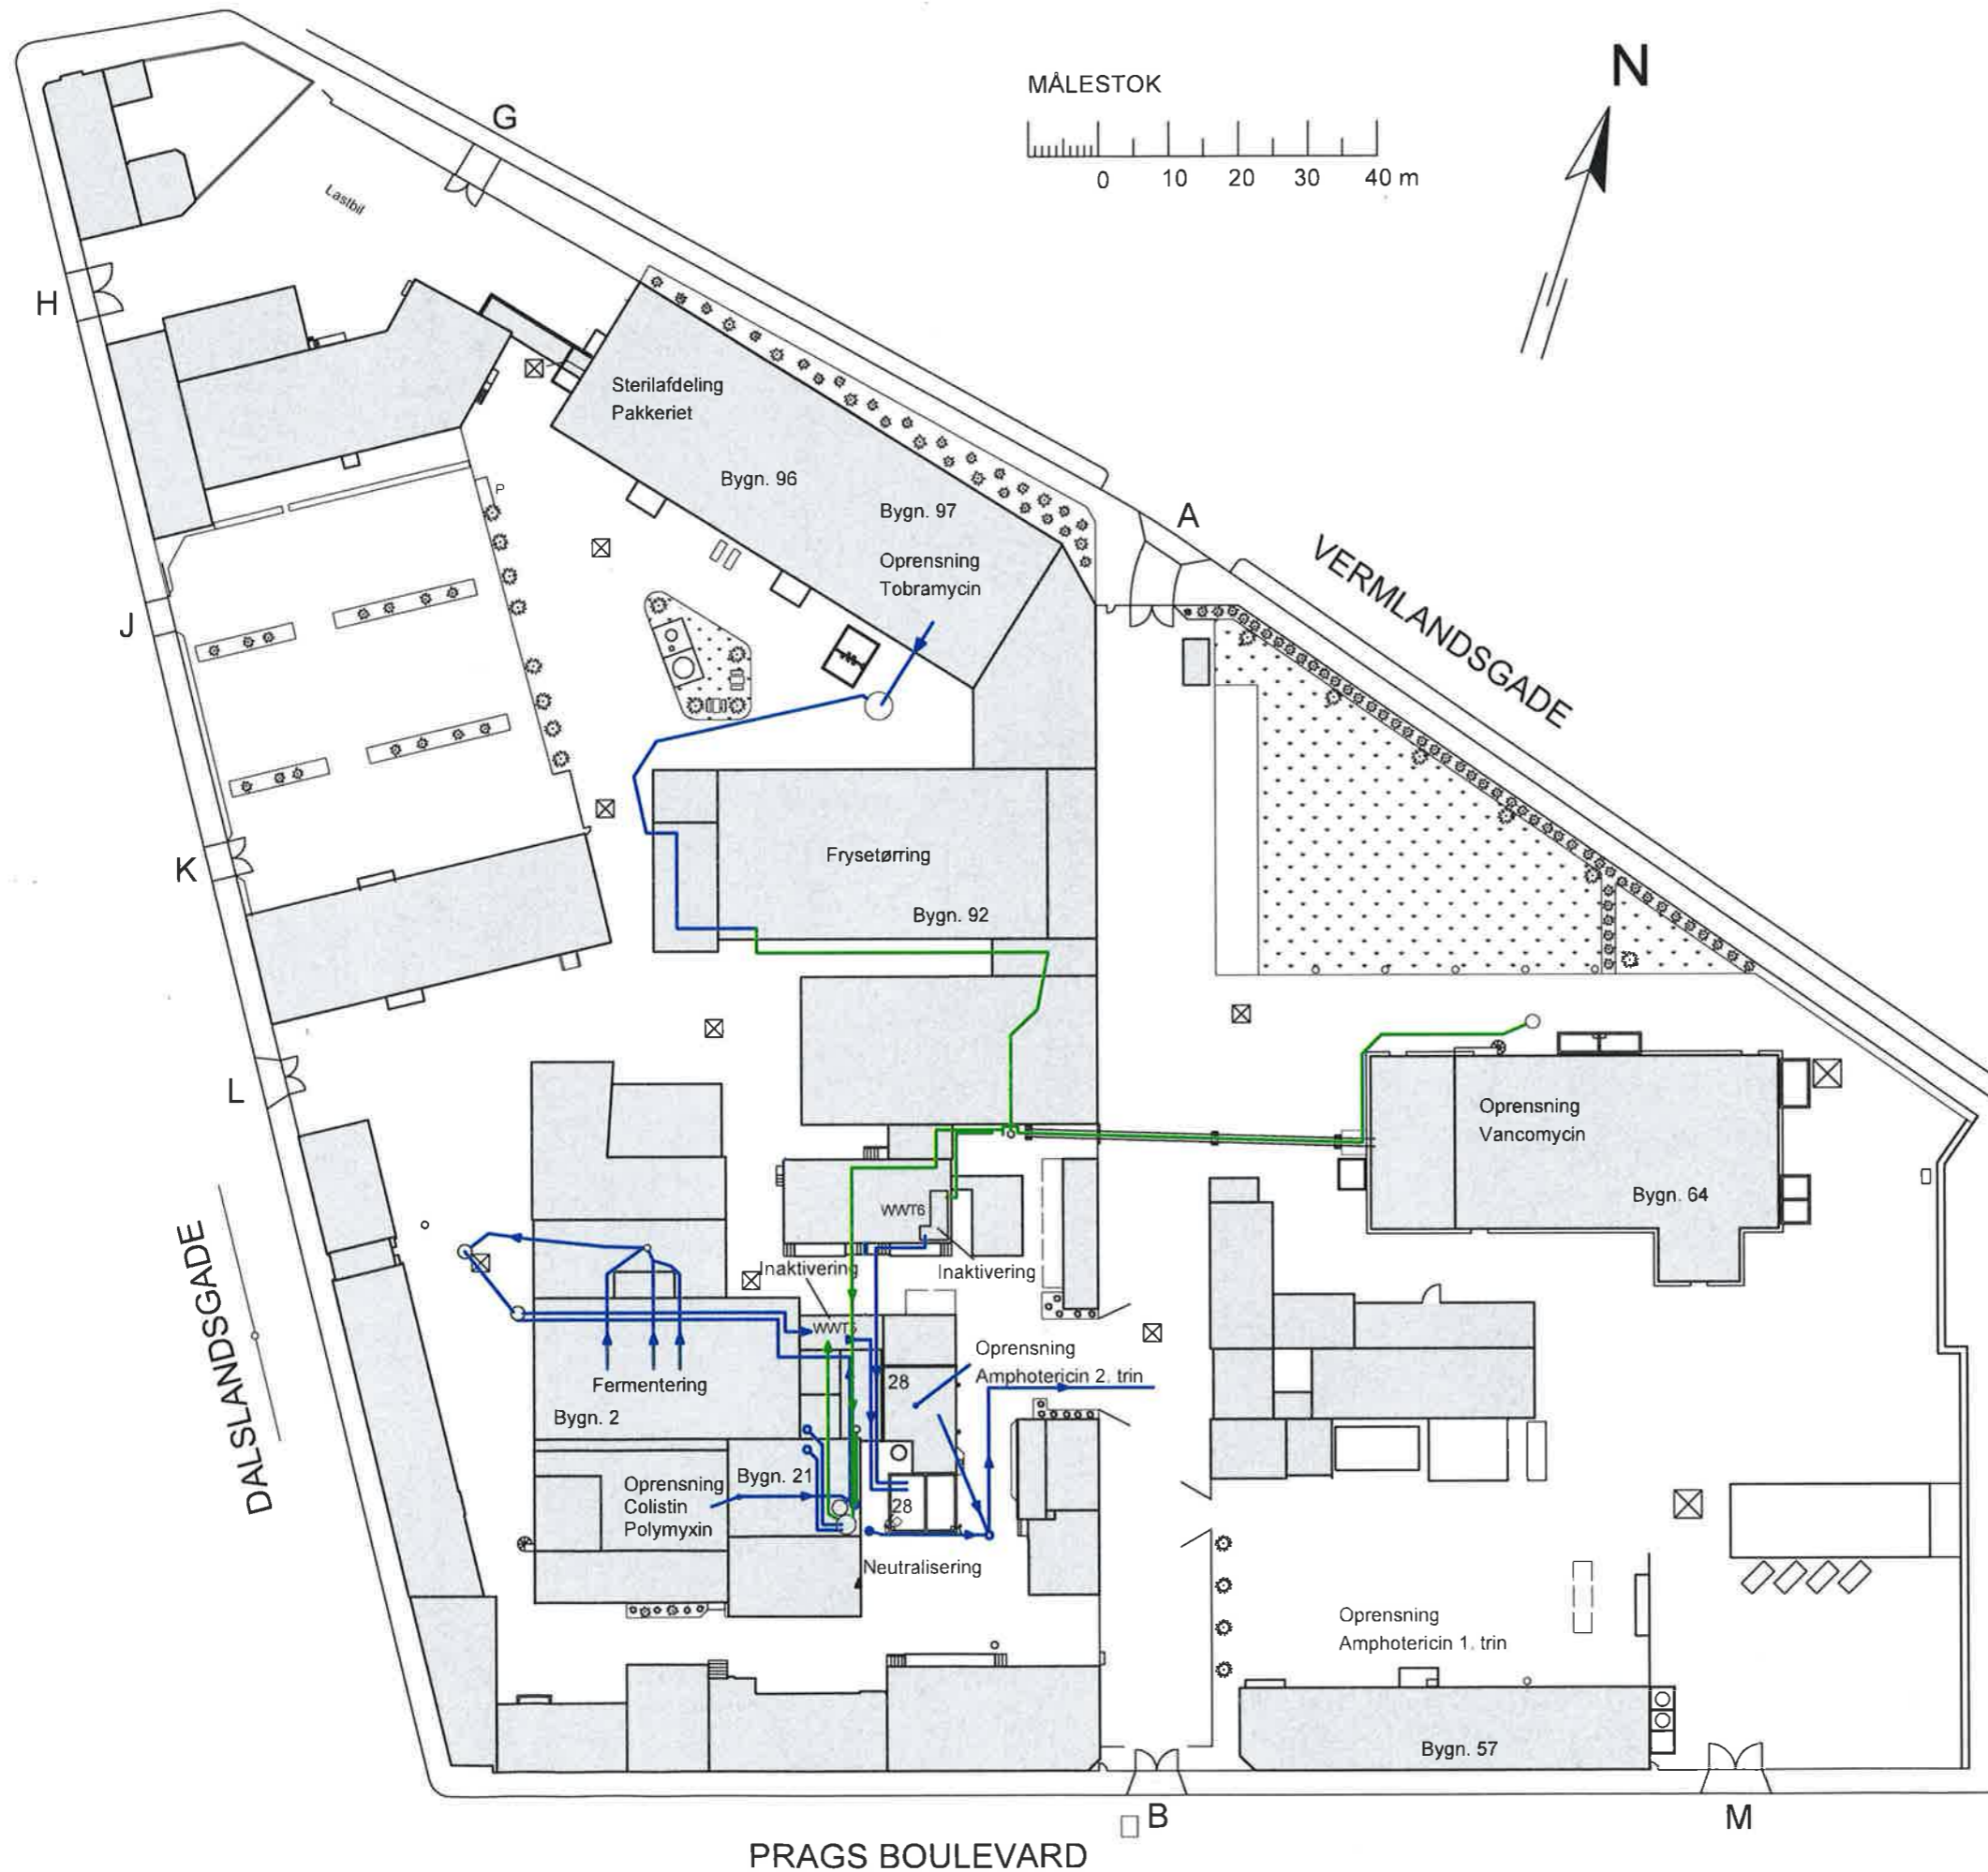 N
MÅLESTOK
0 10 20 30 40 m
G
Lastbil
H
Sterilafdeling
Pakkeriet
Bygn. 96
P
Bygn. 97
A
Oprensning
Tobramycin
VERMLANDSGADE
J
Frysetørring
K
Bygn. 92
L
Oprensning
Vancomycin
Bygn. 64
WWT6
DALSLANDSGADE
Inaktivering
Inaktivering
WWT5
Oprensning
Amphotericin 2. trin
28
Fermentering
Bygn. 2
Bygn. 21
Oprensning
Colistin
Polymyxin
28
Neutralisering
Oprensning
Amphotericin 1. trin
Bygn. 57
B
M
PRAGS BOULEVARD